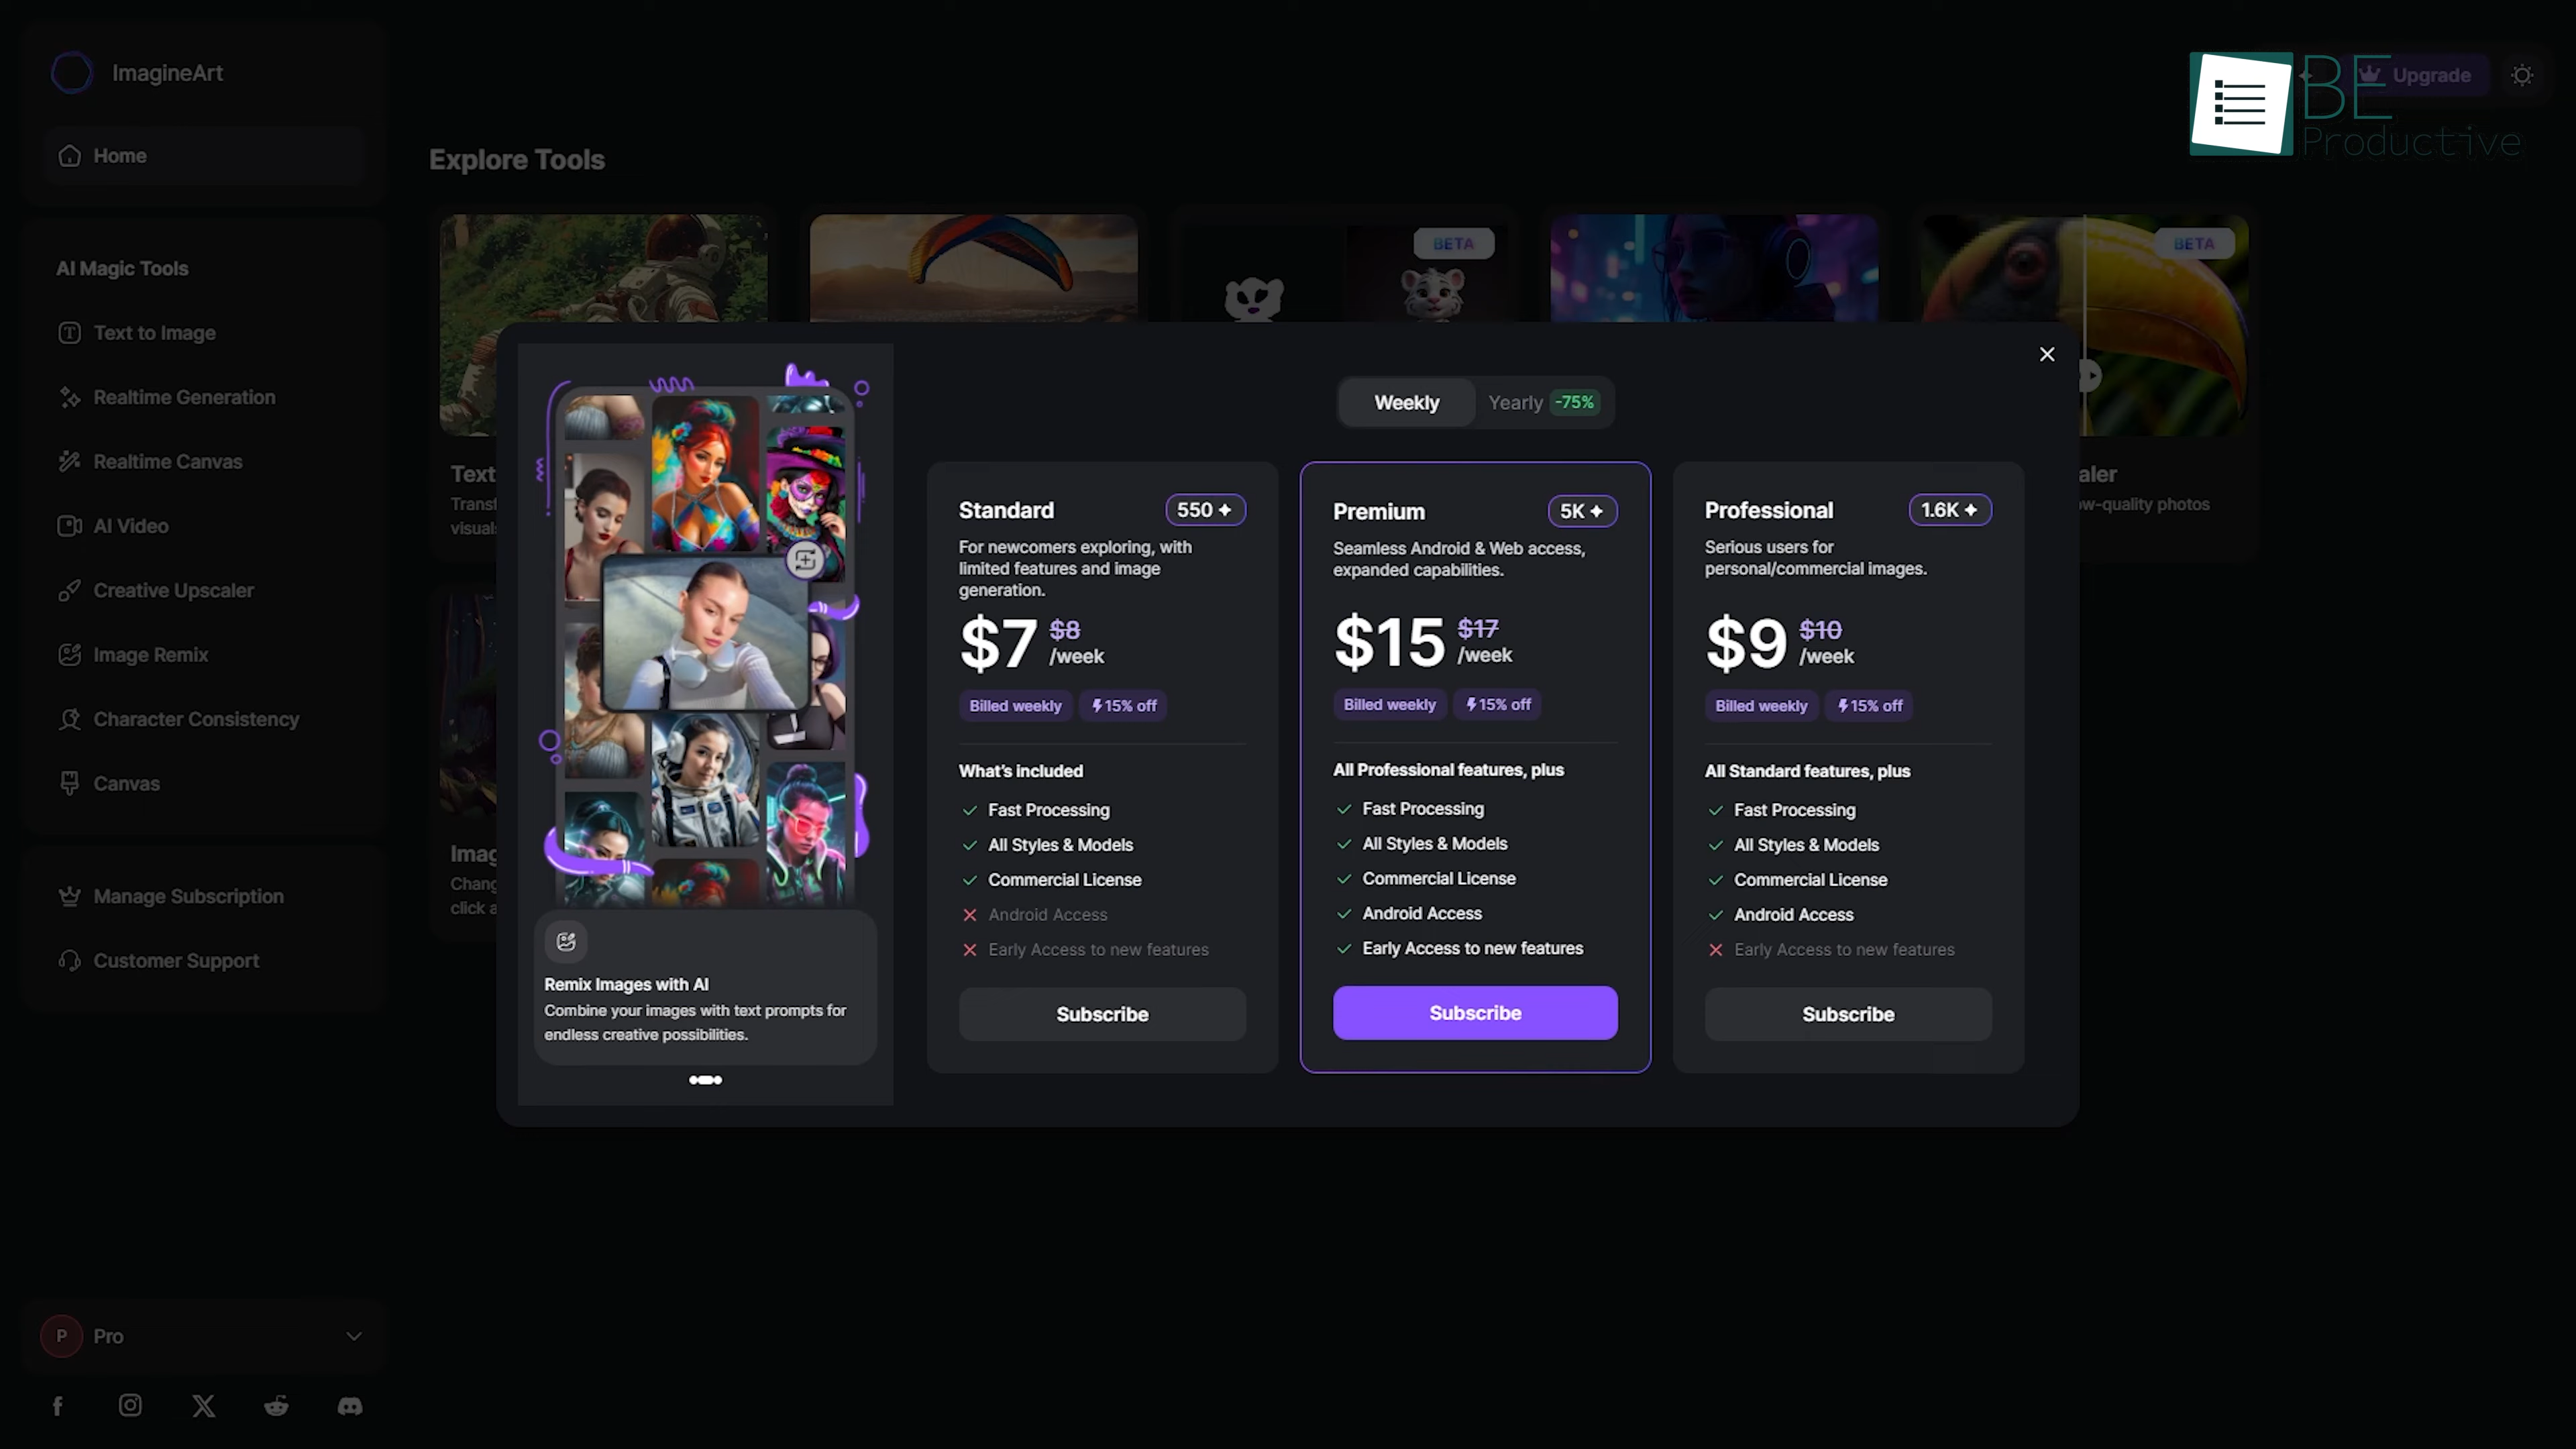 ImagineArt
Home
AI Magic Tools
Text to Image
Realtime Generation
Realtime Canvas
AI Video
Creative Upscaler
Image Remix
Character Consistency
Canvas
Manage Subscription
Customer Support
P Pro
Explore Tools
Upgrade
BE
Productive
BETA
BETA
Text
visuals
aler
ow-quality photos
click a
Remix Images with AI
Combine your images with text prompts for
endless creative possibilities.
Weekly
Yearly -75%
Standard 550
For newcomers exploring, with
limited features and image
generation.
$7 $8 /week
Billed weekly 15% off
What's included
Fast Processing
All Styles & Models
Commercial License
Android Access
Early Access to new features
Subscribe
Premium 5K
Seamless Android & Web access,
expanded capabilities.
$15 $17 /week
Billed weekly 15% off
All Professional features, plus
Fast Processing
All Styles & Models
Commercial License
Android Access
Early Access to new features
Subscribe
Professional 1.6K
Serious users for
personal/commercial images.
$9 $10 /week
Billed weekly 15% off
All Standard features, plus
Fast Processing
All Styles & Models
Commercial License
Android Access
Early Access to new features
Subscribe